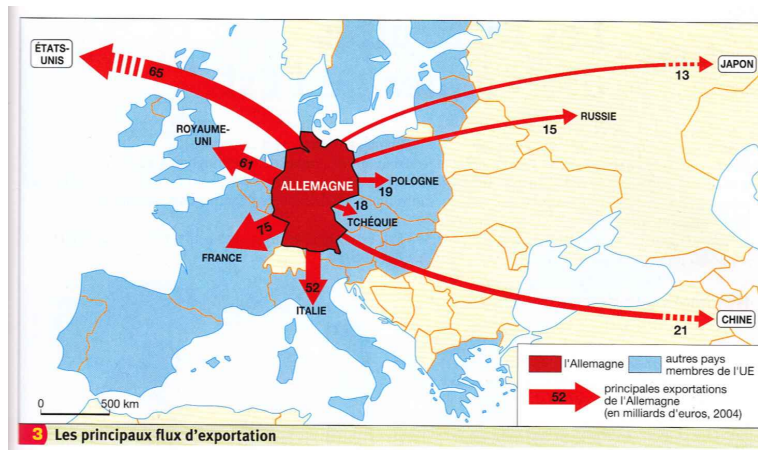 ÉTATS-
UNIS
65
13
JAPON
15
RUSSIE
ROYAUME-
UNI
61
ALLEMAGNE
POLOGNE
19
18
TCHÉQUIE
75
FRANCE
52
ITALIE
21
CHINE
l'Allemagne
autres pays
membres de l'UE
52
principales exportations
de l'Allemagne
(en milliards d'euros, 2004)
0 500 km
3 Les principaux flux d'exportation